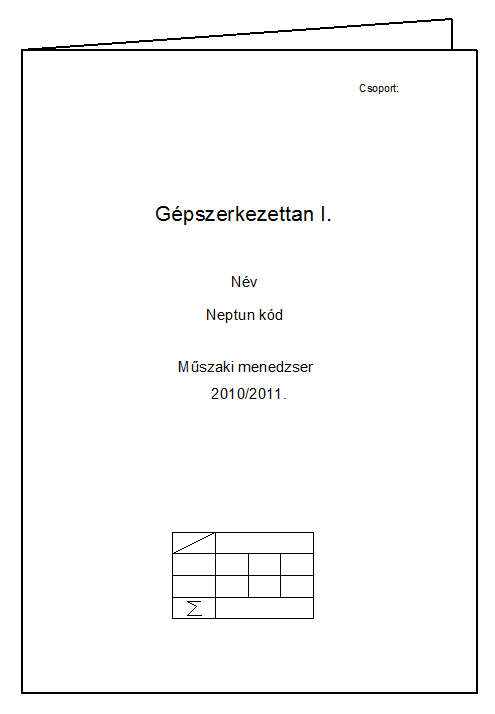 Csoport:
Gépszerkezettan I.
Név
Neptun kód
Műszaki menedzser
2010/2011.
Σ